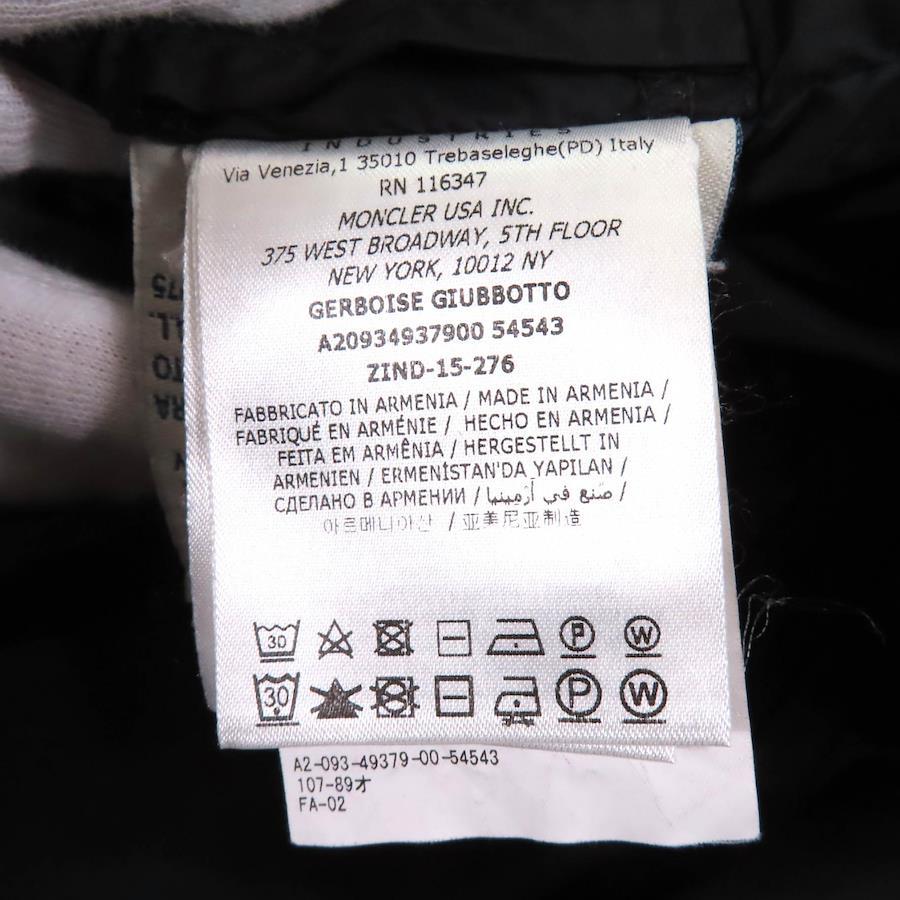 INDUSTRIES
Via Venezia,1 35010 Trebaseleghe(PD) Italy
RN 116347
MONCLER USA INC.
375 WEST BROADWAY, 5TH FLOOR
NEW YORK, 10012 NY
GERBOISE GIUBBOTTO
A20934937900 54543
ZIND-15-276
FABBRICATO IN ARMENIA / MADE IN ARMENIA /
FABRIQUÉ EN ARMÉNIE / HECHO EN ARMENIA /
FEITA EM ARMÊNIA / HERGESTELLT IN
ARMENIEN / ERMENİSTAN'DA YAPILAN /
СДЕЛАНО В АРМЕНИИ / صنع في أرمينيا /
아르메니아산 / 亚美尼亚制造
30 P W
30 P W
A2-093-49379-00-54543
107-89才
FA-02